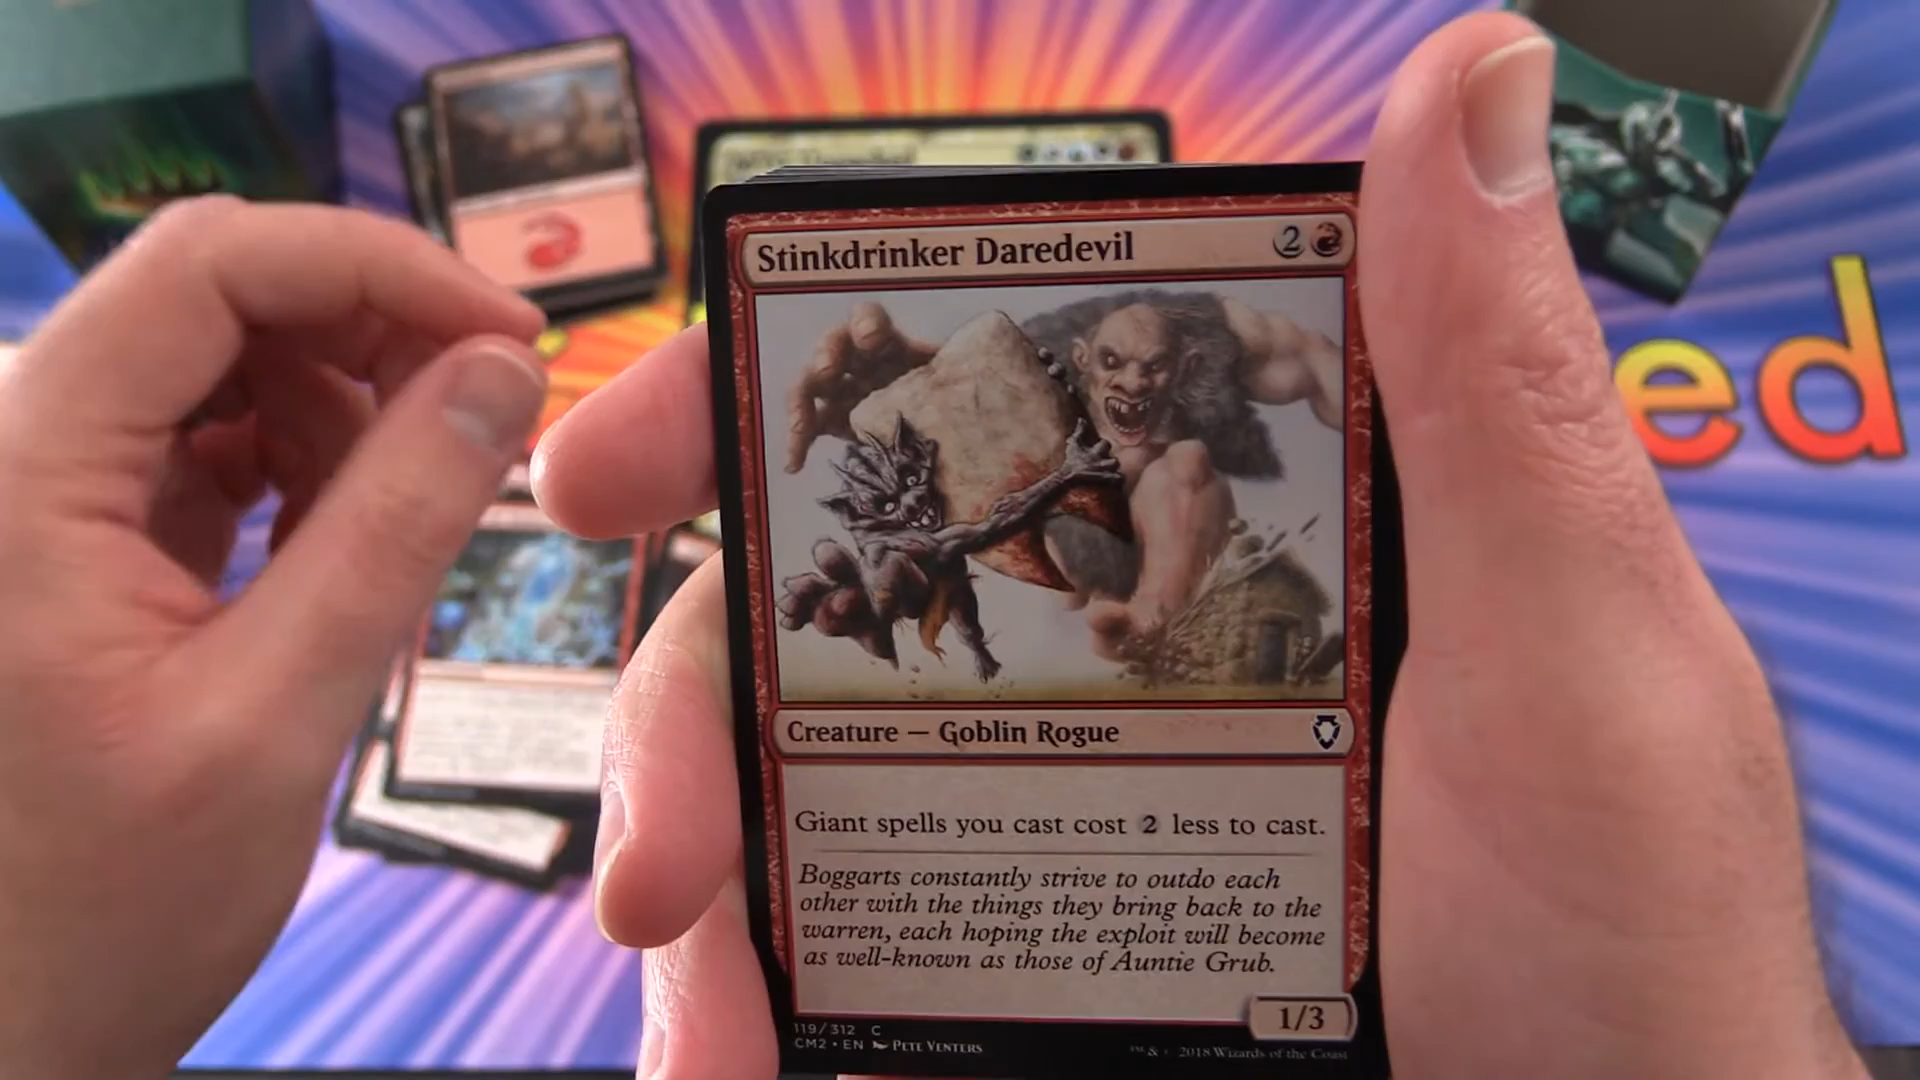 Stinkdrinker Daredevil 2
Creature — Goblin Rogue
Giant spells you cast cost 2 less to cast.
Boggarts constantly strive to outdo each
other with the things they bring back to the
warren, each hoping the exploit will become
as well-known as those of Auntie Grub.
1/3
119/312 C
CM2 • EN PETE VENTERS
™ & © 2018 Wizards of the Coast
ed